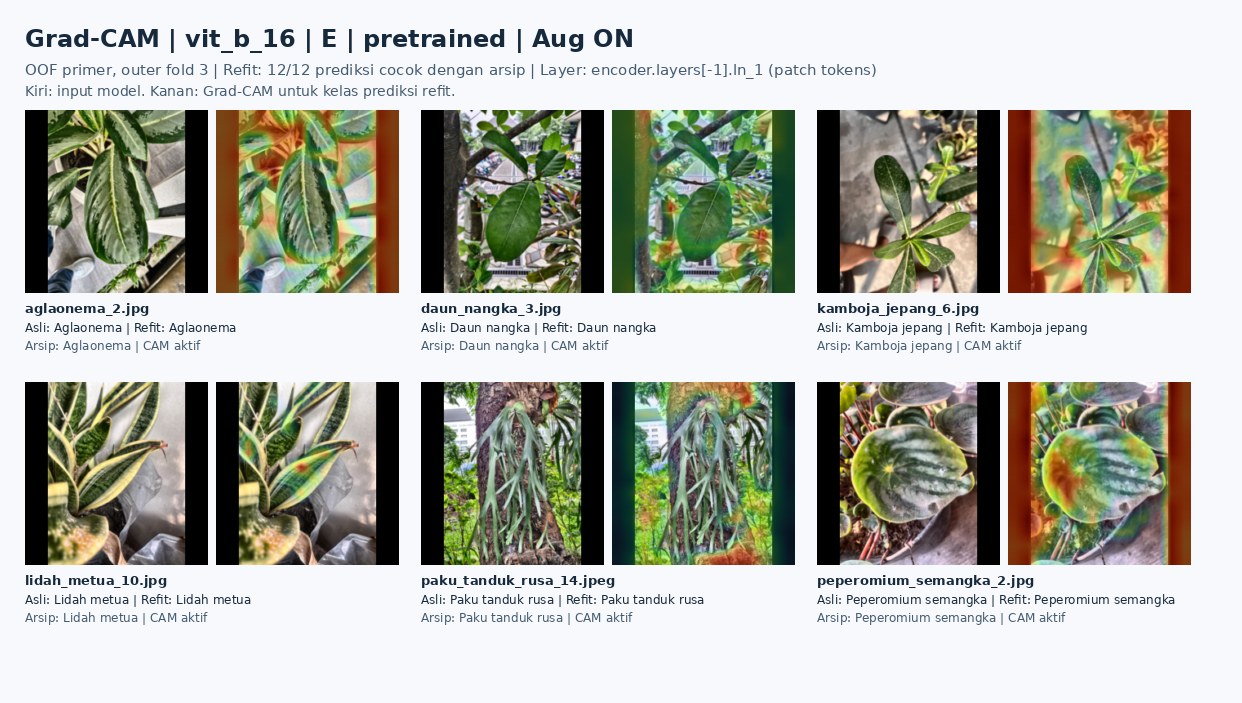 Grad-CAM | vit_b_16 | E | pretrained | Aug ON
OOF primer, outer fold 3 | Refit: 12/12 prediksi cocok dengan arsip | Layer: encoder.layers[-1].ln_1 (patch tokens)
Kiri: input model. Kanan: Grad-CAM untuk kelas prediksi refit.
aglaonema_2.jpg
Asli: Aglaonema | Refit: Aglaonema
Arsip: Aglaonema | CAM aktif
daun_nangka_3.jpg
Asli: Daun nangka | Refit: Daun nangka
Arsip: Daun nangka | CAM aktif
kamboja_jepang_6.jpg
Asli: Kamboja jepang | Refit: Kamboja jepang
Arsip: Kamboja jepang | CAM aktif
lidah_metua_10.jpg
Asli: Lidah metua | Refit: Lidah metua
Arsip: Lidah metua | CAM aktif
paku_tanduk_rusa_14.jpeg
Asli: Paku tanduk rusa | Refit: Paku tanduk rusa
Arsip: Paku tanduk rusa | CAM aktif
peperomium_semangka_2.jpg
Asli: Peperomium semangka | Refit: Peperomium semangka
Arsip: Peperomium semangka | CAM aktif